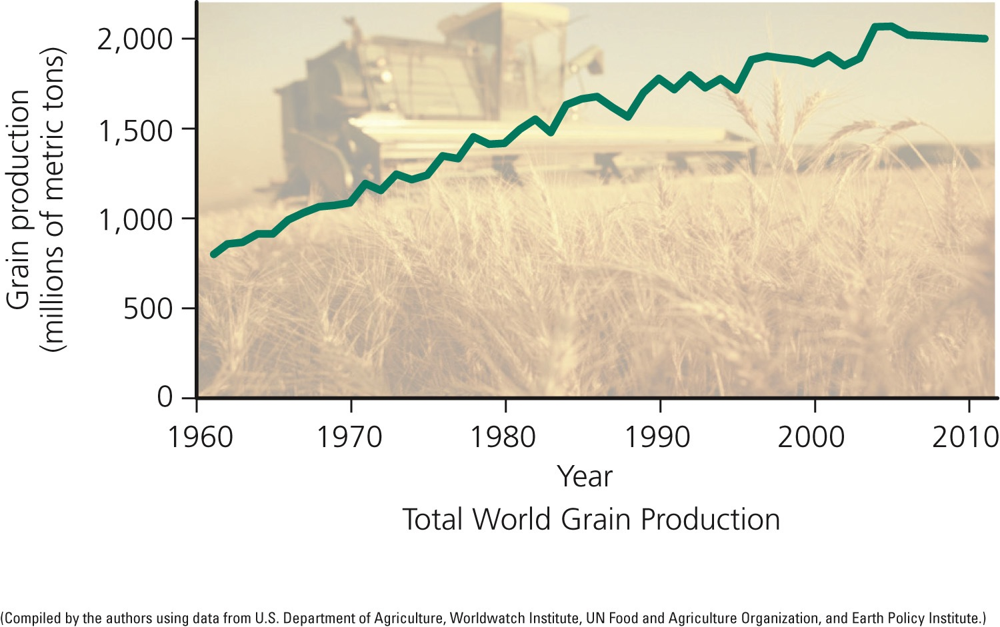 Grain production
(millions of metric tons)
2,000
1,500
1,000
500
0
1960 1970 1980 1990 2000 2010
Year
Total World Grain Production
(Compiled by the authors using data from U.S. Department of Agriculture, Worldwatch Institute, UN Food and Agriculture Organization, and Earth Policy Institute.)